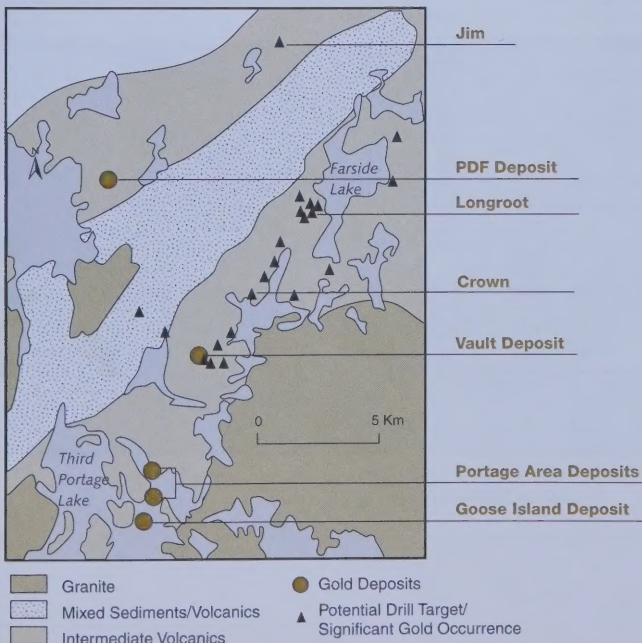 Jim
N
PDF Deposit
Farside
Lake
Longroot
Crown
Vault Deposit
0 5 Km
Third
Portage
Lake
Portage Area Deposits
Goose Island Deposit
Granite
Mixed Sediments/Volcanics
Intermediate Volcanics
Gold Deposits
Potential Drill Target/
Significant Gold Occurrence